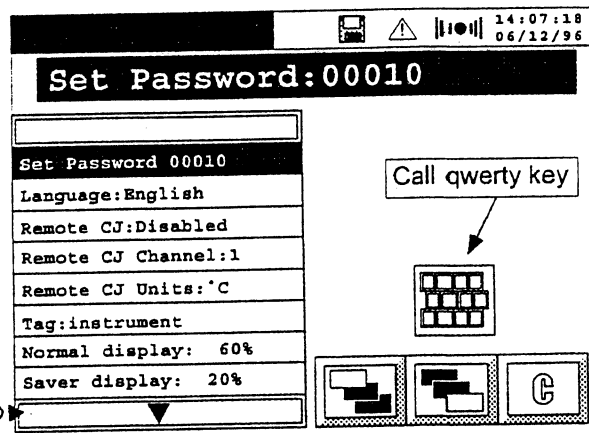 14:07:18
06/12/96
Set Password:00010
Set Password 00010
Language:English
Remote CJ:Disabled
Remote CJ Channel:1
Remote CJ Units:°C
Tag:instrument
Normal display: 60%
Saver display: 20%
Call qwerty key
C